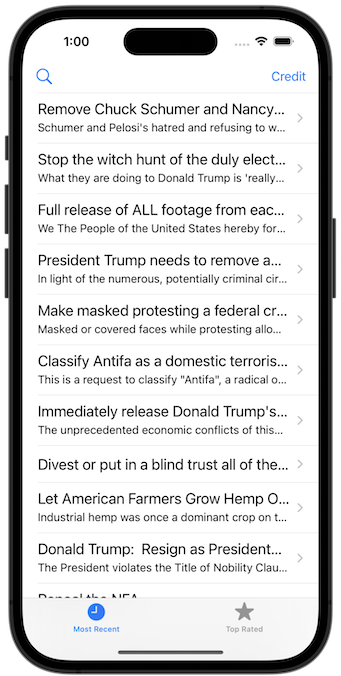 1:00
Credit
Remove Chuck Schumer and Nancy...
Schumer and Pelosi's hatred and refusing to w...
Stop the witch hunt of the duly elect...
What they are doing to Donald Trump is 'really...
Full release of ALL footage from eac...
We The People of the United States hereby for...
President Trump needs to remove a...
In light of the numerous, potentially criminal cir...
Make masked protesting a federal cr...
Masked or covered faces while protesting allo...
Classify Antifa as a domestic terroris...
This is a request to classify "Antifa", a radical o...
Immediately release Donald Trump's...
The unprecedented economic conflicts of this...
Divest or put in a blind trust all of the...
Let American Farmers Grow Hemp O...
Industrial hemp was once a dominant crop on t...
Donald Trump:  Resign as President...
The President violates the Title of Nobility Clau...
Repeal the NFA
Most Recent
Top Rated